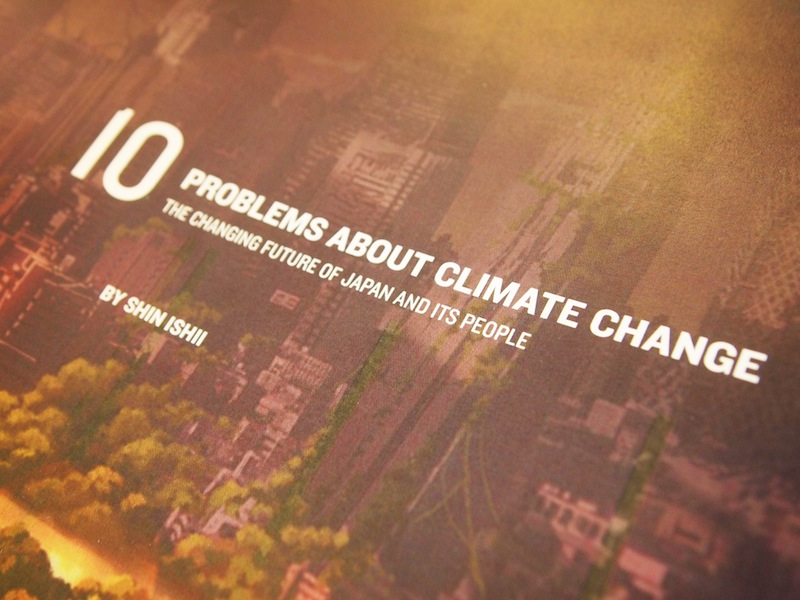 10 PROBLEMS ABOUT CLIMATE CHANGE
THE CHANGING FUTURE OF JAPAN AND ITS PEOPLE
BY SHIN ISHII